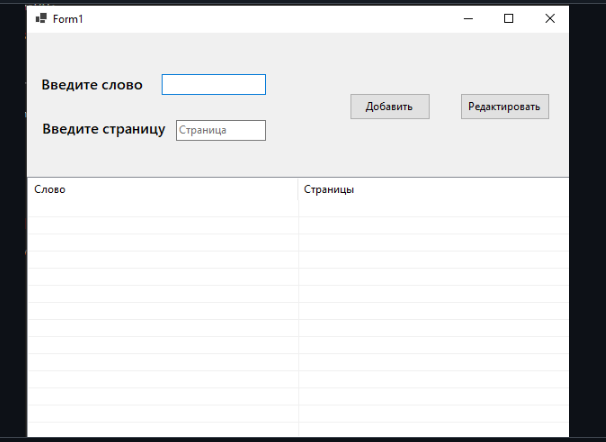 Form1
Введите слово
Добавить
Редактировать
Введите страницу
Страница
Слово
Страницы